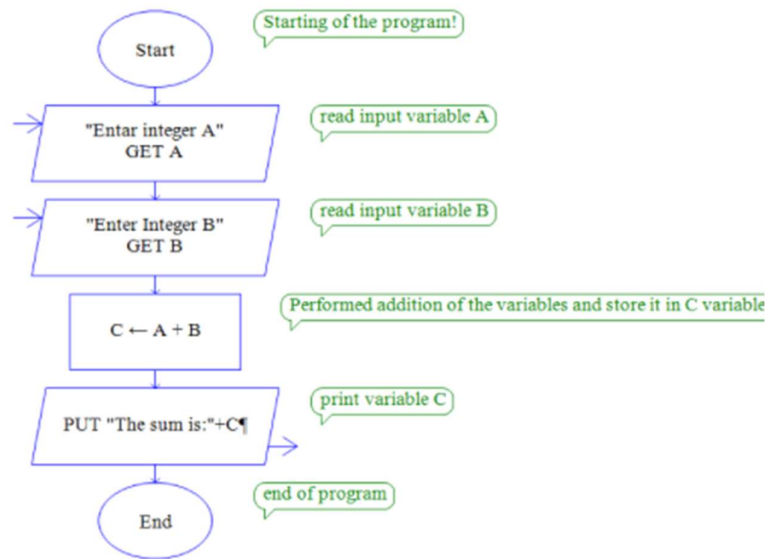 Start
Starting of the program!
"Entar integer A"
GET A
read input variable A
"Enter Integer B"
GET B
read input variable B
C ← A + B
Performed addition of the variables and store it in C variable
PUT "The sum is:"+C¶
print variable C
End
end of program